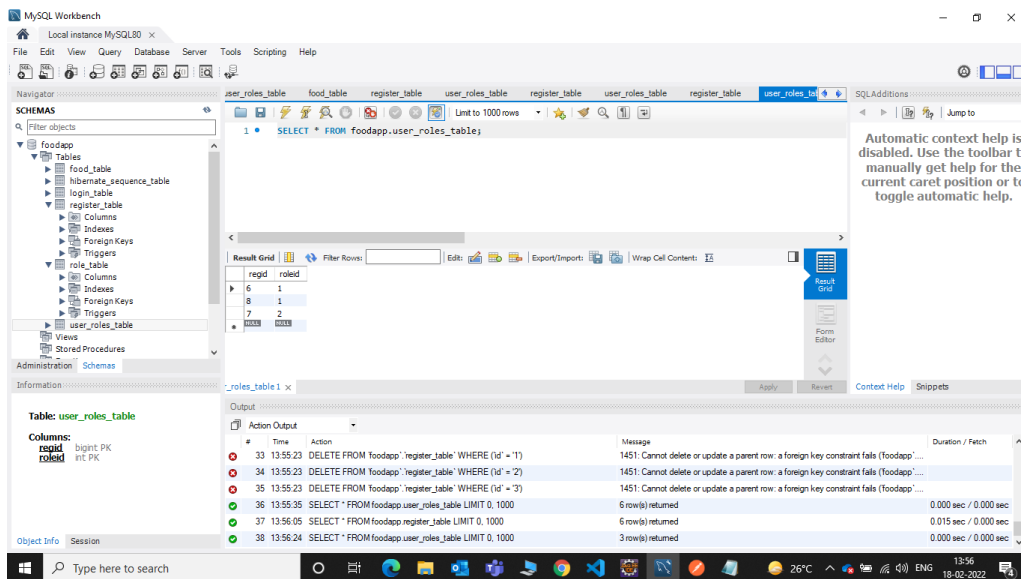 MySQL Workbench
Local instance MySQL80
File Edit View Query Database Server Tools Scripting Help
Navigator
SCHEMAS
Filter objects
foodapp
Tables
food_table
hibernate_sequence_table
login_table
register_table
Columns
Indexes
Foreign Keys
Triggers
role_table
Columns
Indexes
Foreign Keys
Triggers
user_roles_table
Views
Stored Procedures
Administration Schemas
Information
Table: user_roles_table
Columns:
regid bigint PK
roleid int PK
Object Info Session
user_roles_table food_table register_table user_roles_table register_table user_roles_table register_table user_roles_tabl
Limit to 1000 rows
1 SELECT * FROM foodapp.user_roles_table;
Result Grid Filter Rows: Edit: Export/Import: Wrap Cell Content:
regid roleid
6 1
8 1
7 2
NULL NULL
Result
Grid
Form
Editor
_roles_table 1
Apply Revert
SQLAdditions
Jump to
Automatic context help is
disabled. Use the toolbar t
manually get help for the
current caret position or to
toggle automatic help.
Context Help Snippets
Output
Action Output
# Time Action Message Duration / Fetch
33 13:55:23 DELETE FROM `foodapp`.`register_table` WHERE (`id` = '1') 1451: Cannot delete or update a parent row: a foreign key constraint fails (`foodapp`....
34 13:55:23 DELETE FROM `foodapp`.`register_table` WHERE (`id` = '2') 1451: Cannot delete or update a parent row: a foreign key constraint fails (`foodapp`....
35 13:55:23 DELETE FROM `foodapp`.`register_table` WHERE (`id` = '3') 1451: Cannot delete or update a parent row: a foreign key constraint fails (`foodapp`....
36 13:55:35 SELECT * FROM foodapp.user_roles_table LIMIT 0, 1000 6 row(s) returned 0.000 sec / 0.000 sec
37 13:56:05 SELECT * FROM foodapp.register_table LIMIT 0, 1000 6 row(s) returned 0.015 sec / 0.000 sec
38 13:56:24 SELECT * FROM foodapp.user_roles_table LIMIT 0, 1000 3 row(s) returned 0.000 sec / 0.000 sec
Type here to search
26°C ENG 13:56
18-02-2022 4